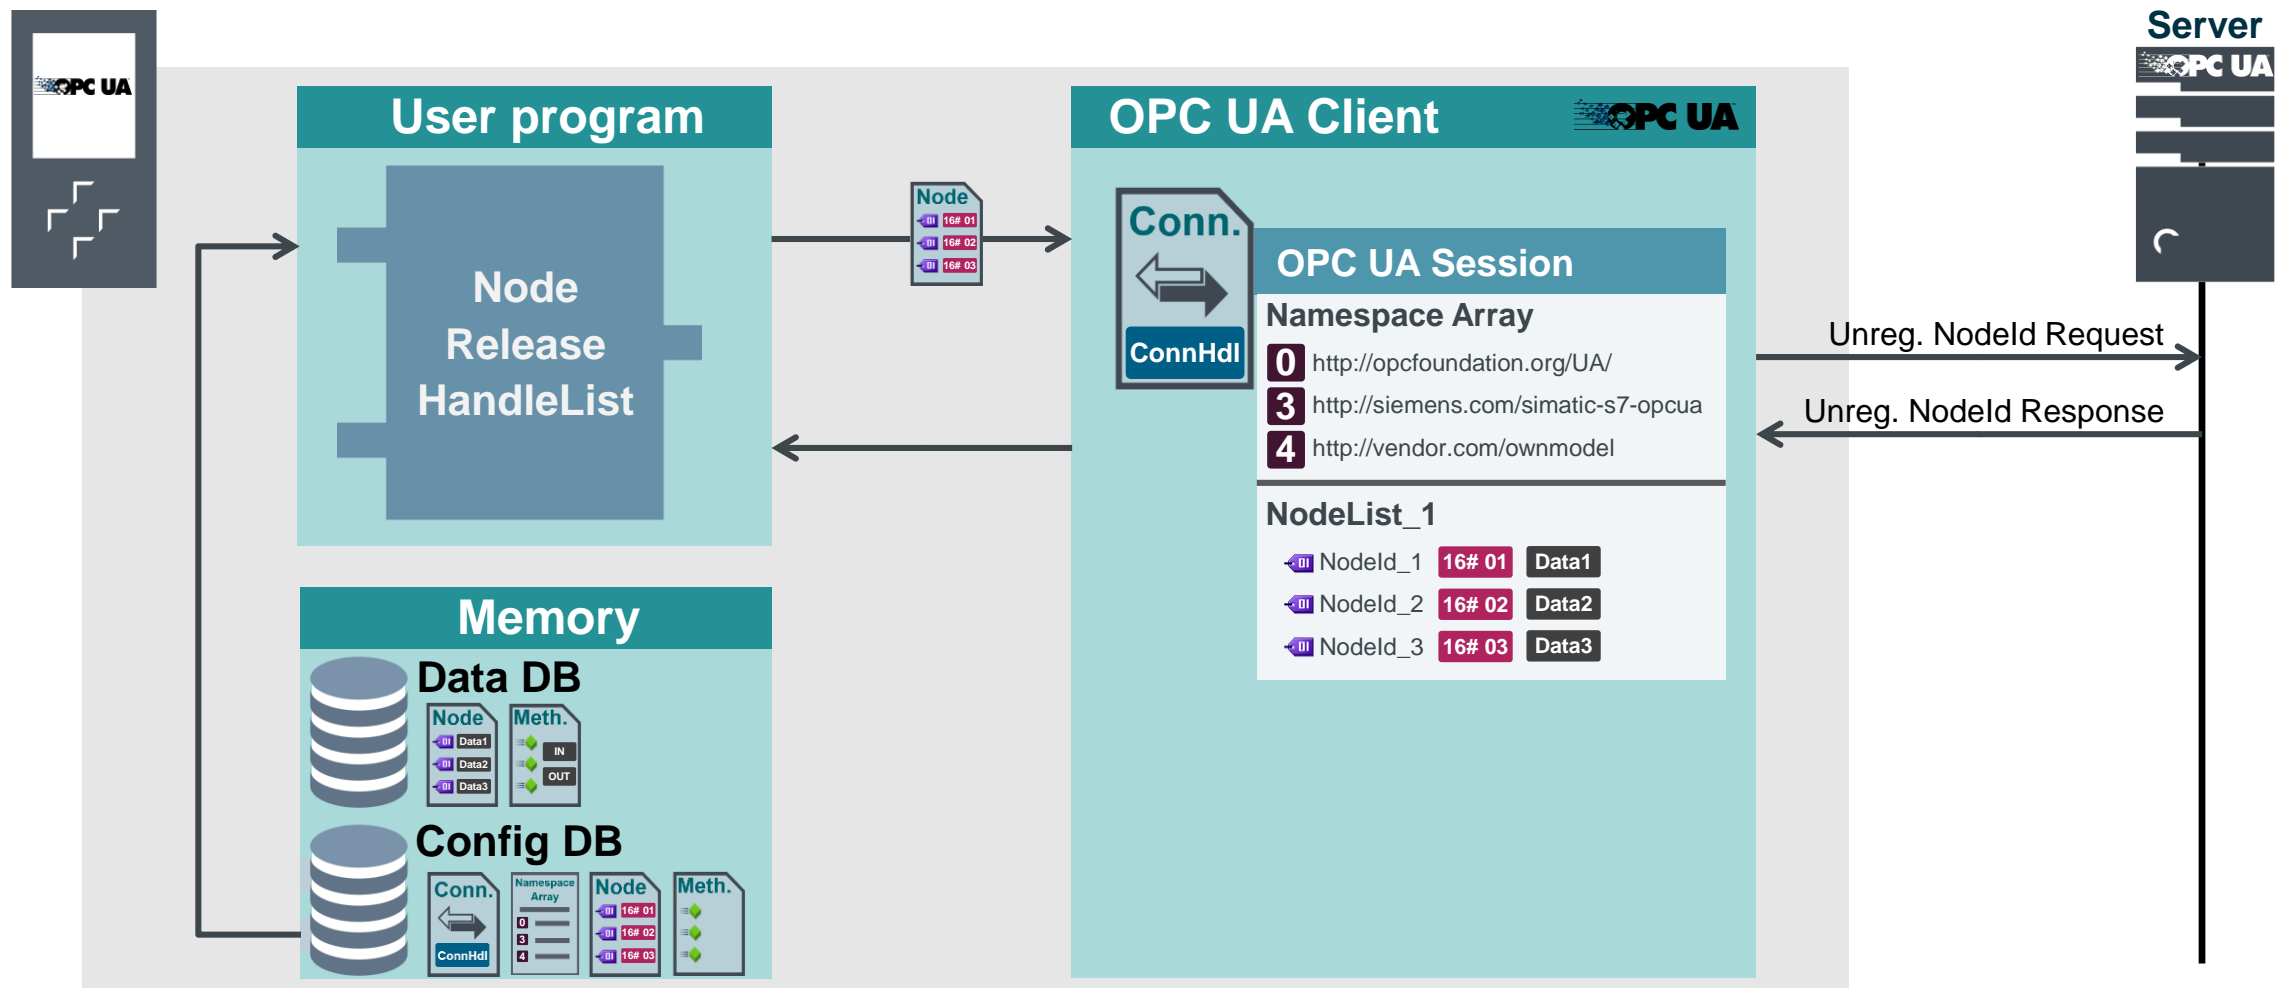 OPC UA
Server
OPC UA
User program
Node
Release
HandleList
Node
16# 01
16# 02
16# 03
OPC UA Client
OPC UA
Conn.
ConnHdl
OPC UA Session
Namespace Array
0 http://opcfoundation.org/UA/
3 http://siemens.com/simatic-s7-opcua
4 http://vendor.com/ownmodel
NodeList_1
NodeId_1 16# 01 Data1
NodeId_2 16# 02 Data2
NodeId_3 16# 03 Data3
Unreg. NodeId Request
Unreg. NodeId Response
Memory
Data DB
Node
Data1
Data2
Data3
Meth.
IN
OUT
Config DB
Conn.
ConnHdl
Namespace
Array
0
3
4
Node
16# 01
16# 02
16# 03
Meth.